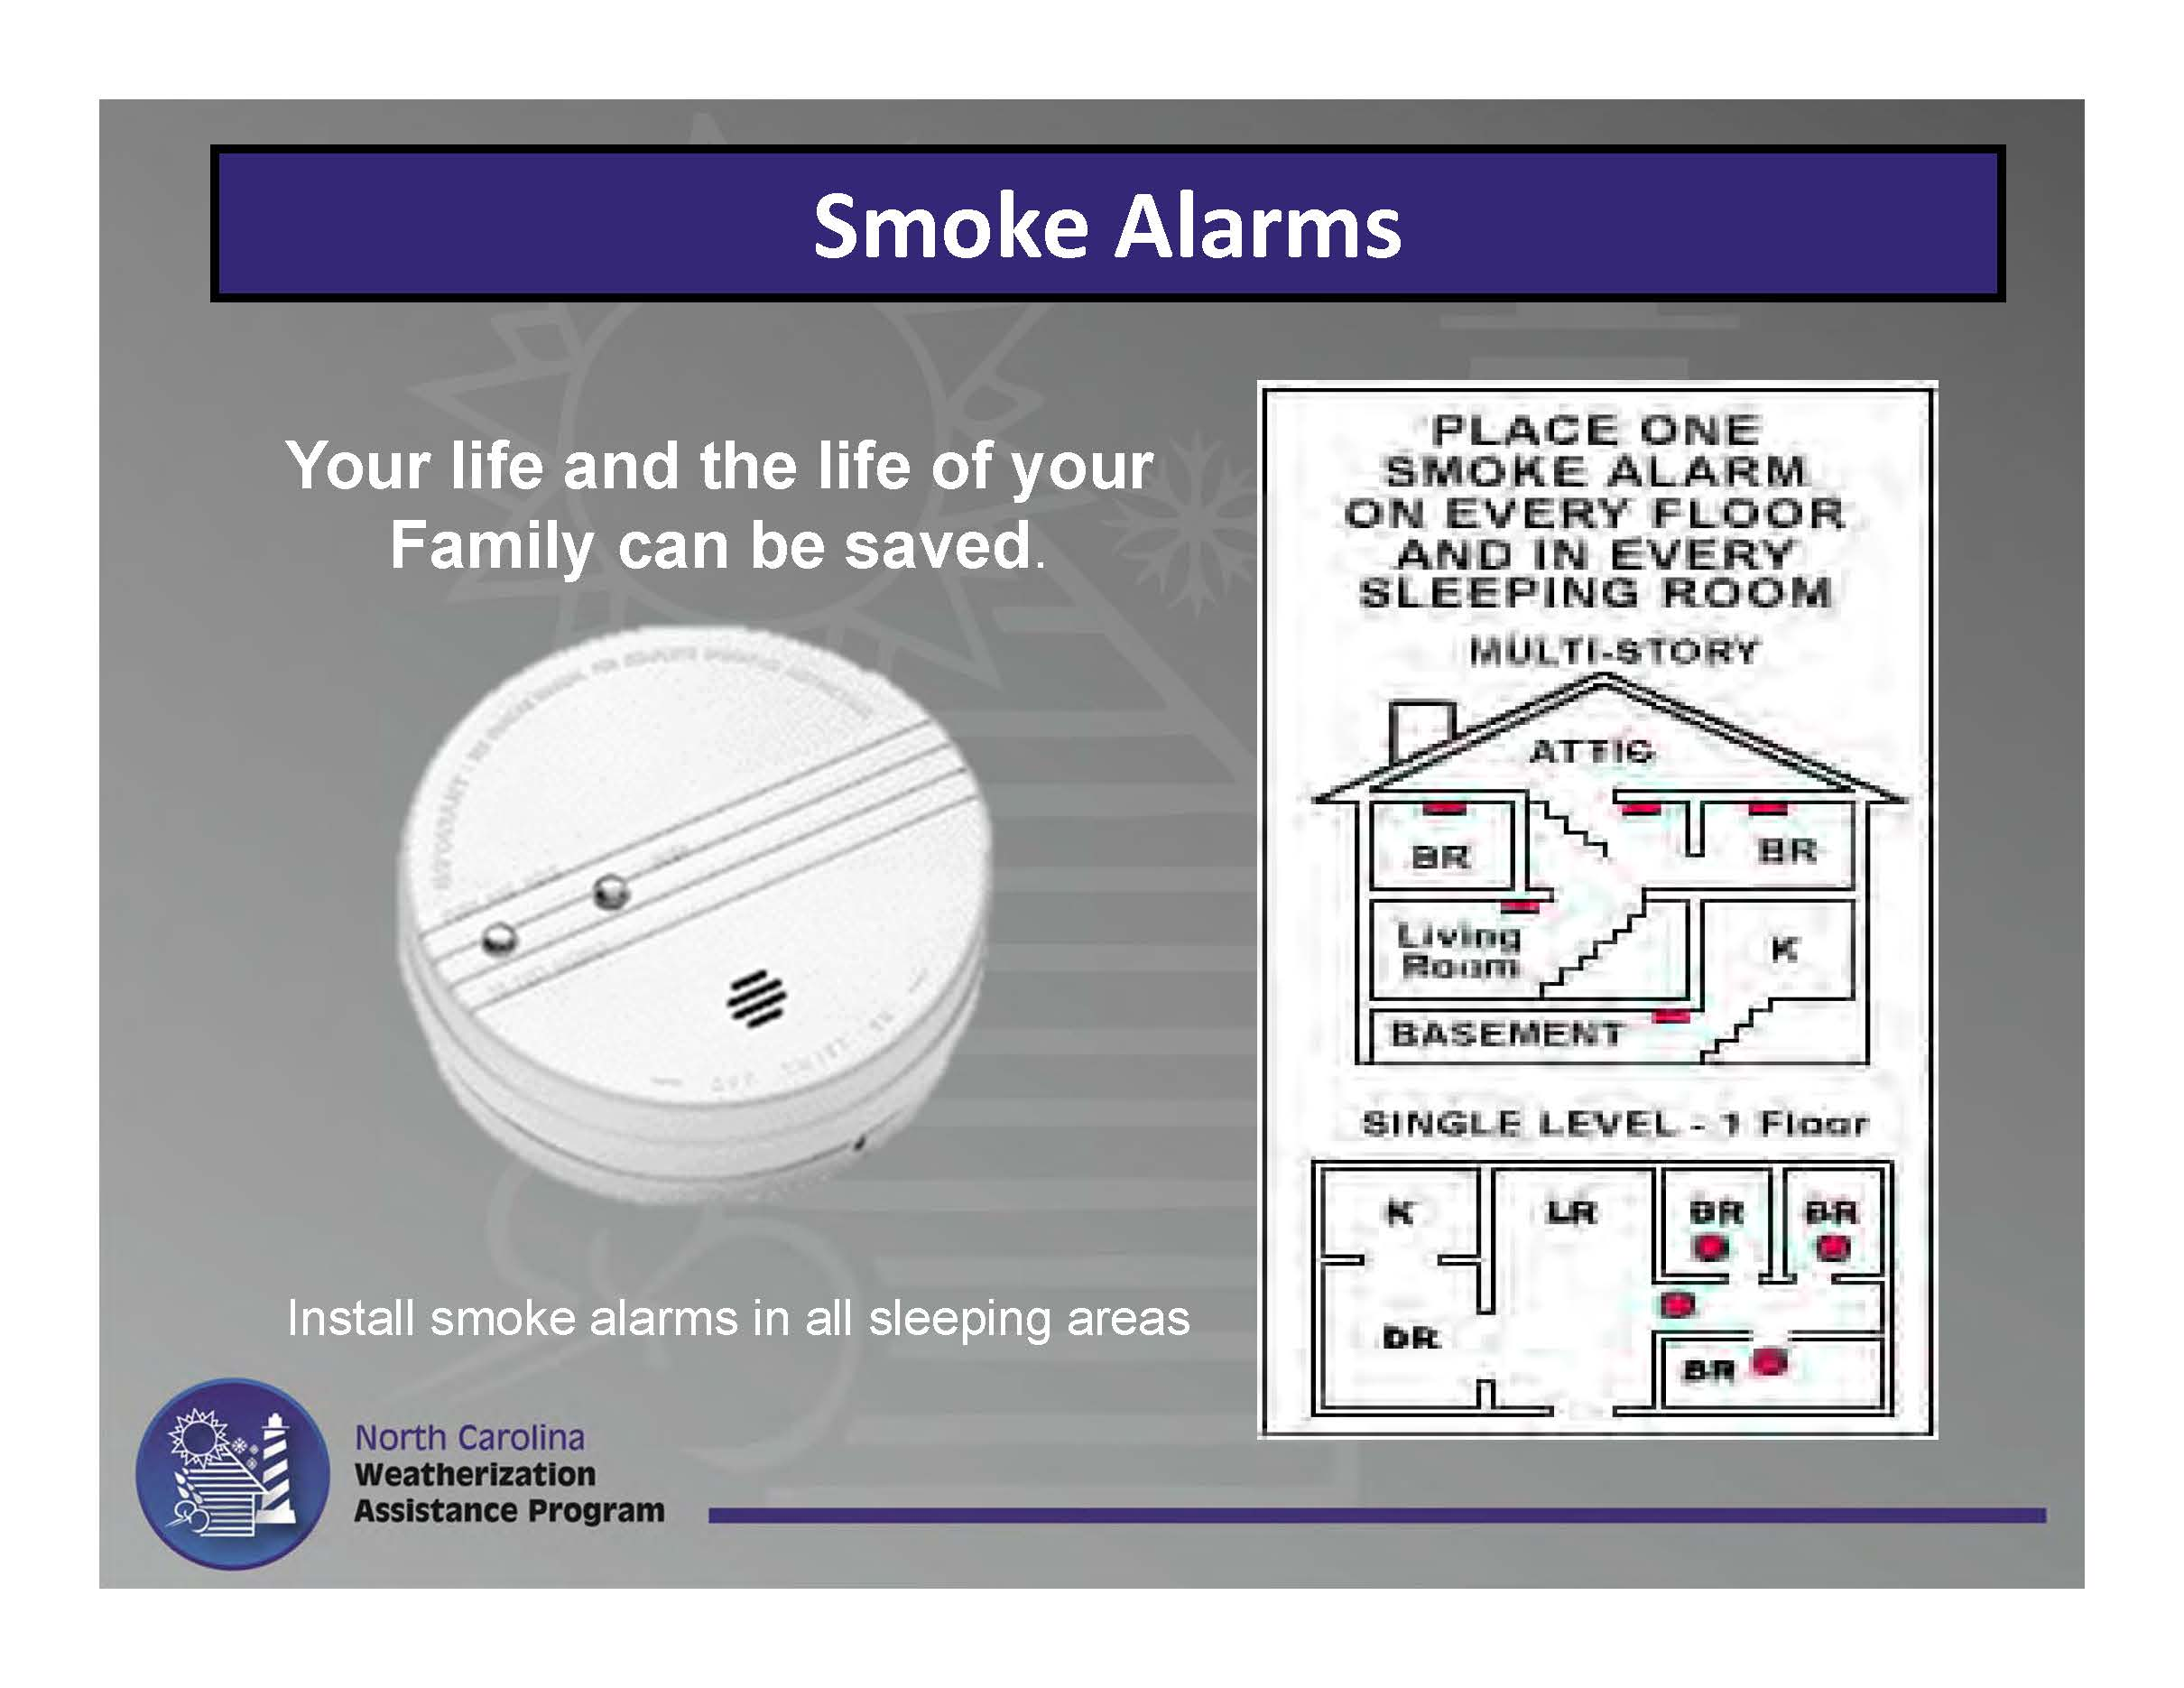 Smoke Alarms
Your life and the life of your
Family can be saved.
Install smoke alarms in all sleeping areas
PLACE ONE
SMOKE ALARM
ON EVERY FLOOR
AND IN EVERY
SLEEPING ROOM
MULTI-STORY
ATTIC
BR
BR
Living
Room
K
BASEMENT
SINGLE LEVEL - 1 Floor
K
LR
BR
BR
DR
BR
North Carolina
Weatherization
Assistance Program